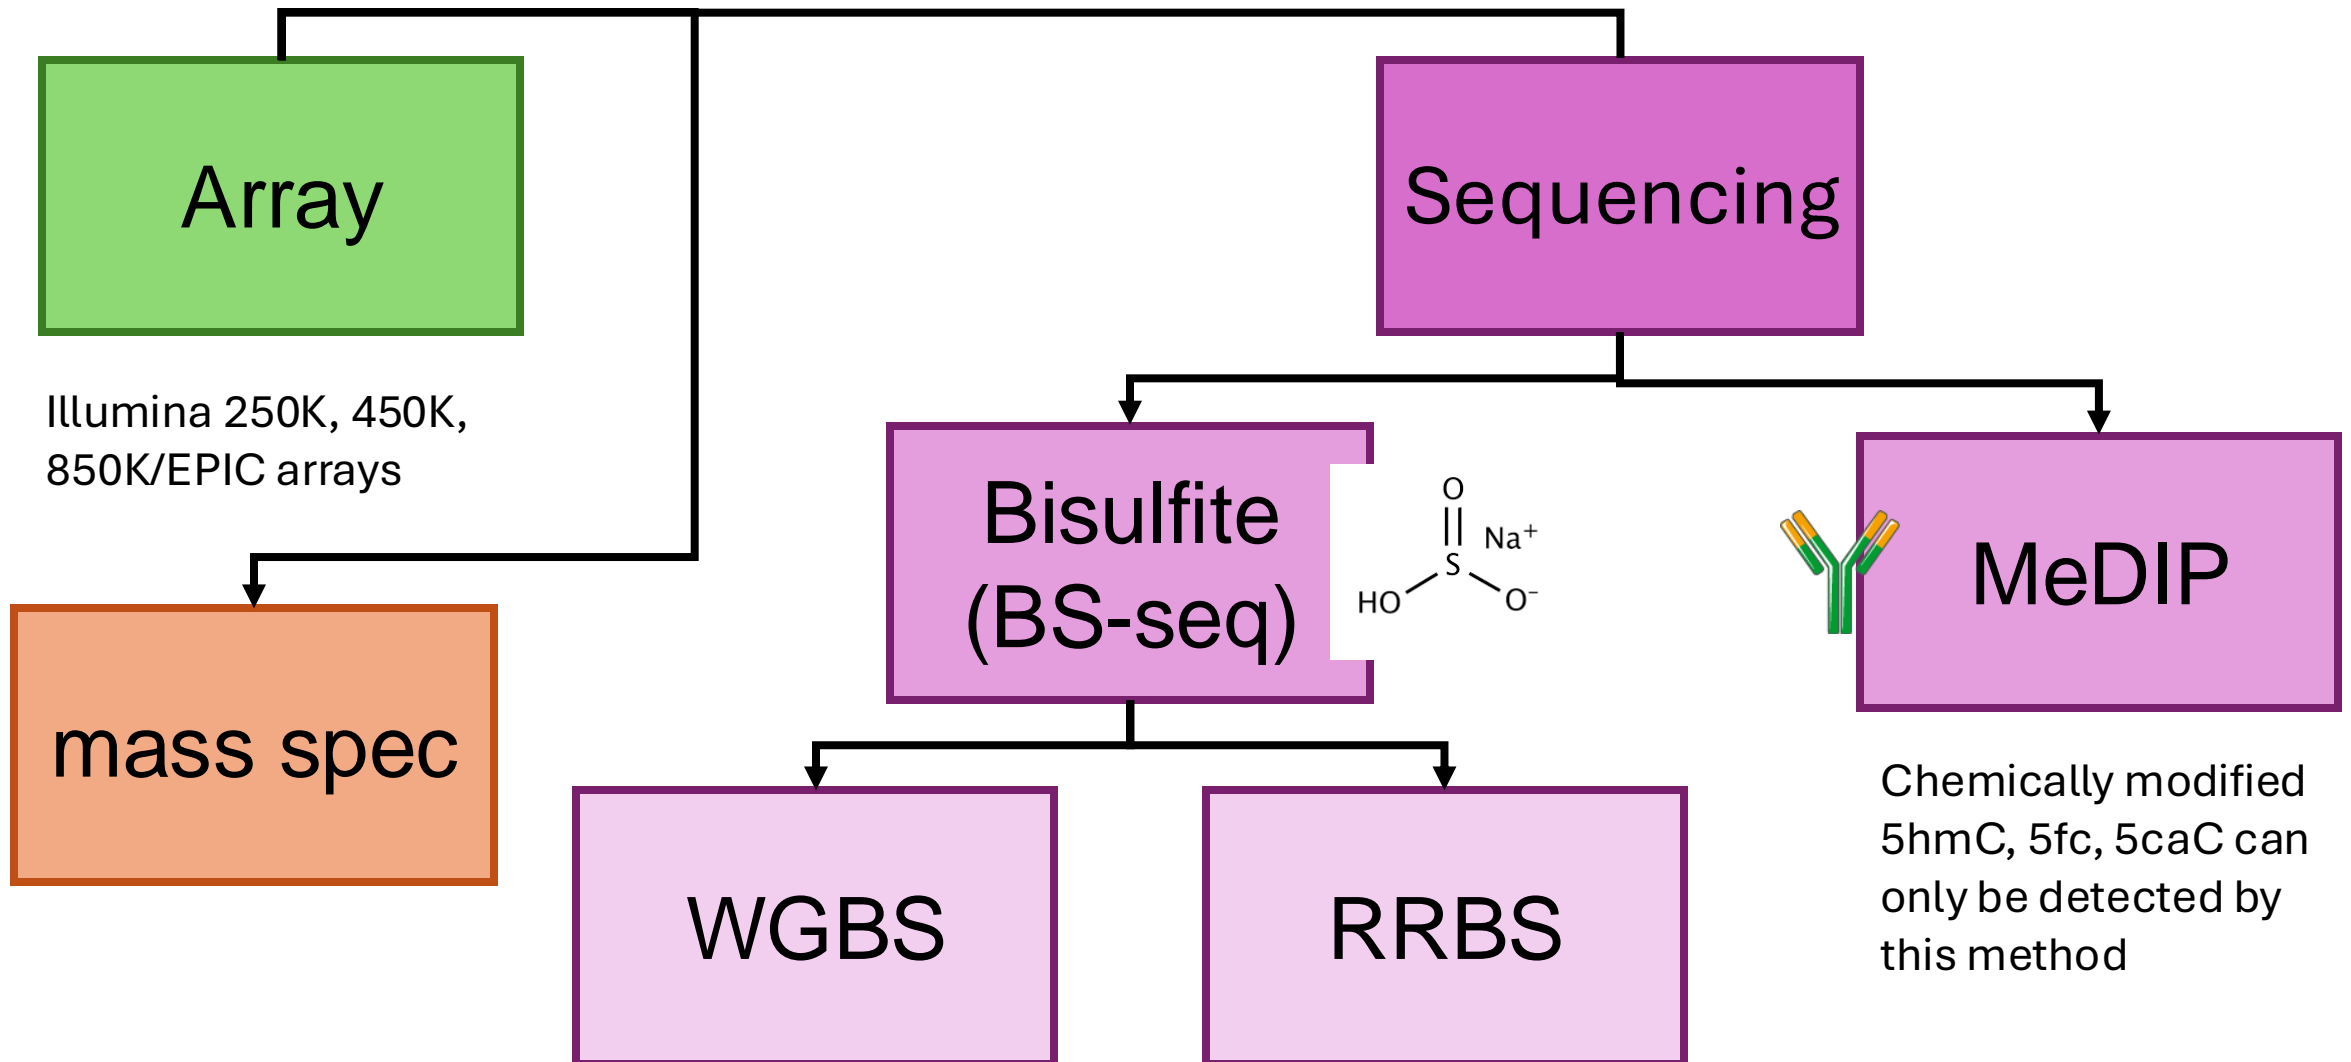 Array
Sequencing
Illumina 250K, 450K,
850K/EPIC arrays
Bisulfite
(BS-seq)
O
S
Na⁺
HO
O⁻
MeDIP
mass spec
Chemically modified
5hmC, 5fc, 5caC can
only be detected by
this method
WGBS
RRBS